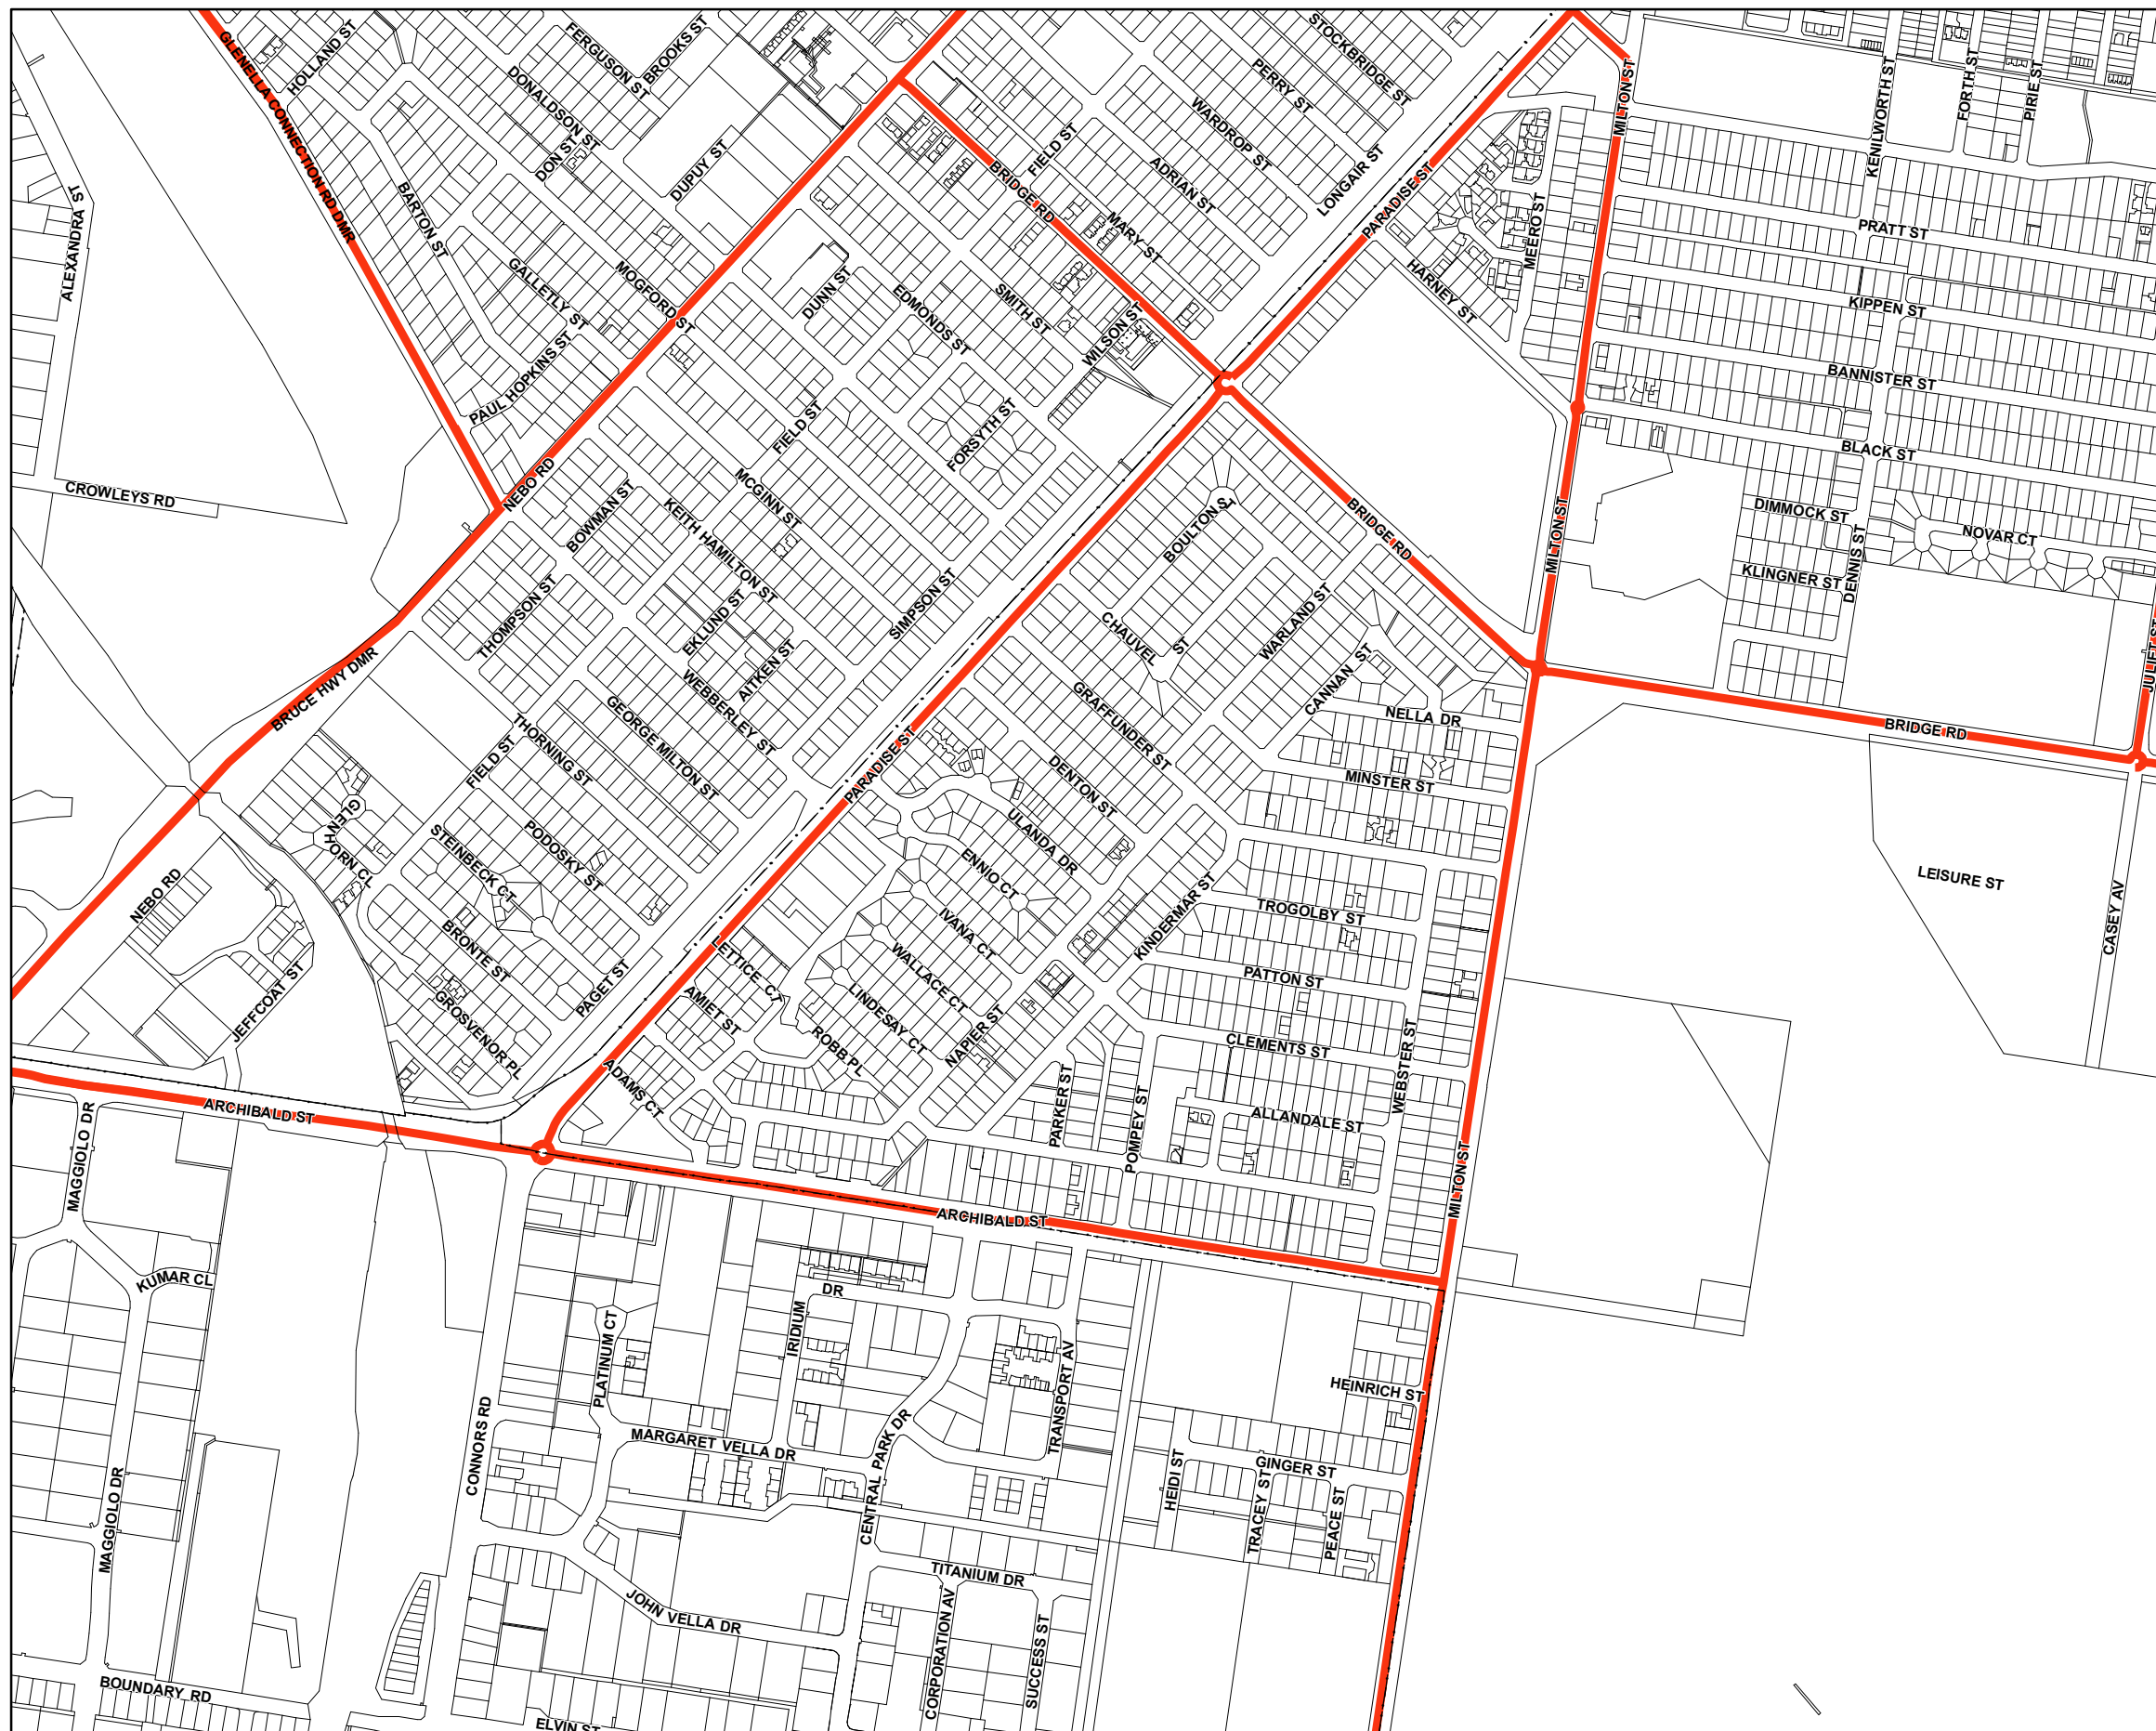 GLENELLA CONNECTION RD DMR
HOLLAND ST
FERGUSON ST
BROOKS ST
DONALDSON ST
DON ST
DUPUY ST
BARTON ST
ALEXANDRA ST
GALLETLY ST
MOGFORD ST
PAUL HOPKINS ST
STOCKBRIDGE ST
PERRY ST
WARDROP ST
FIELD ST
BRIDGE RD
ADRIAN ST
LONGAIR ST
PARADISE ST
MARY ST
DUNN ST
EDMONDS ST
SMITH ST
WILSON ST
MILTON ST
MEERO ST
HARNEY ST
KENILWORTH ST
FORTH ST
PIRIE ST
PRATT ST
KIPPEN ST
BANNISTER ST
BLACK ST
DIMMOCK ST
NOVAR CT
KLINGNER ST
DENNIS ST
JULIET ST
CROWLEYS RD
NEBO RD
BOWMAN ST
FIELD ST
FORSYTH ST
MCGINN ST
KEITH HAMILTON ST
THOMPSON ST
EKLUND ST
AITKEN ST
SIMPSON ST
WEBBERLEY ST
GEORGE MILTON ST
BRUCE HWY DMR
BOULTON ST
BRIDGE RD
MILTON ST
CHAUVEL ST
WARLAND ST
CANNAN ST
GRAFFUNDER ST
NELLA DR
MINSTER ST
BRIDGE RD
THORNING ST
FIELD ST
PARADISE ST
DENTON ST
ULANDA DR
ENNIO CT
GLENHORN CL
STEINBECK CT
PODOSKY ST
NEBO RD
BRONTE ST
GROSVENOR PL
PAGET ST
JEFFCOAT ST
LETTICE CT
AMIET ST
IVANA CT
WALLACE CT
LINDESAY CT
ROBB PL
NAPIER ST
ADAMS CT
KINDERMAR ST
TROGOLBY ST
PATTON ST
CLEMENTS ST
WEBSTER ST
ALLANDALE ST
PARKER ST
POMPEY ST
LEISURE ST
CASEY AV
ARCHIBALD ST
MAGGIOLO DR
KUMAR CL
ARCHIBALD ST
MILTON ST
IRIDIUM DR
PLATINUM CT
CONNORS RD
MARGARET VELLA DR
CENTRAL PARK DR
TRANSPORT AV
HEINRICH ST
HEIDI ST
GINGER ST
TRACEY ST
PEACE ST
MAGGIOLO DR
TITANIUM DR
JOHN VELLA DR
CORPORATION AV
SUCCESS ST
BOUNDARY RD
ELVIN ST